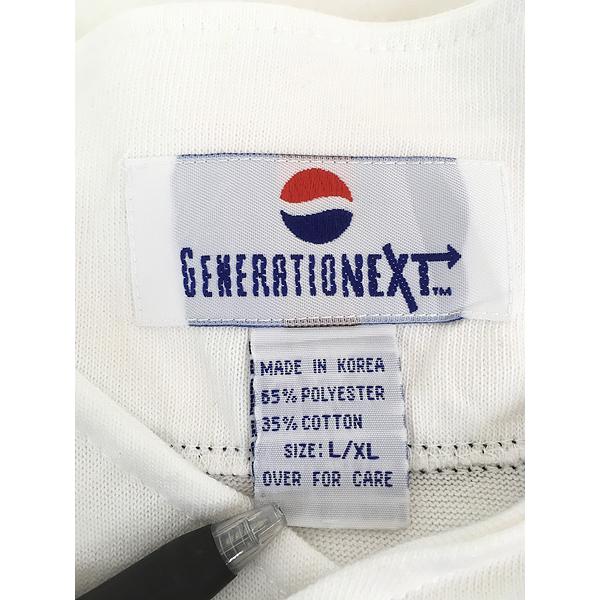 GENERATIONEXT™
MADE IN KOREA
65% POLYESTER
35% COTTON
SIZE: L/XL
OVER FOR CARE